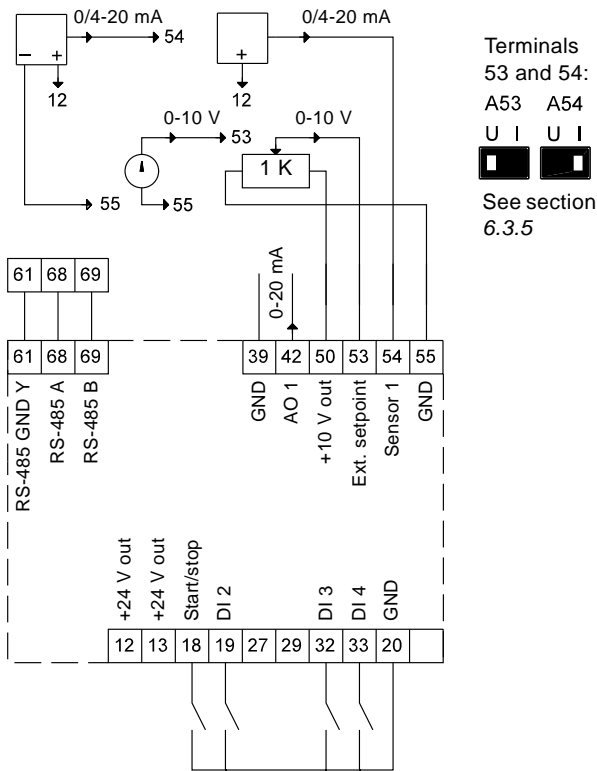 0/4-20 mA
54
− +
12
0/4-20 mA
+
12
0-10 V
53
55
55
0-10 V
1 K
Terminals
53 and 54:
A53 A54
U I U I
See section
6.3.5
61 68 69
0-20 mA
61 68 69
39 42 50 53 54 55
RS-485 GND Y
RS-485 A
RS-485 B
GND
AO 1
+10 V out
Ext. setpoint
Sensor 1
GND
+24 V out
+24 V out
Start/stop
DI 2
DI 3
DI 4
GND
12 13 18 19 27 29 32 33 20